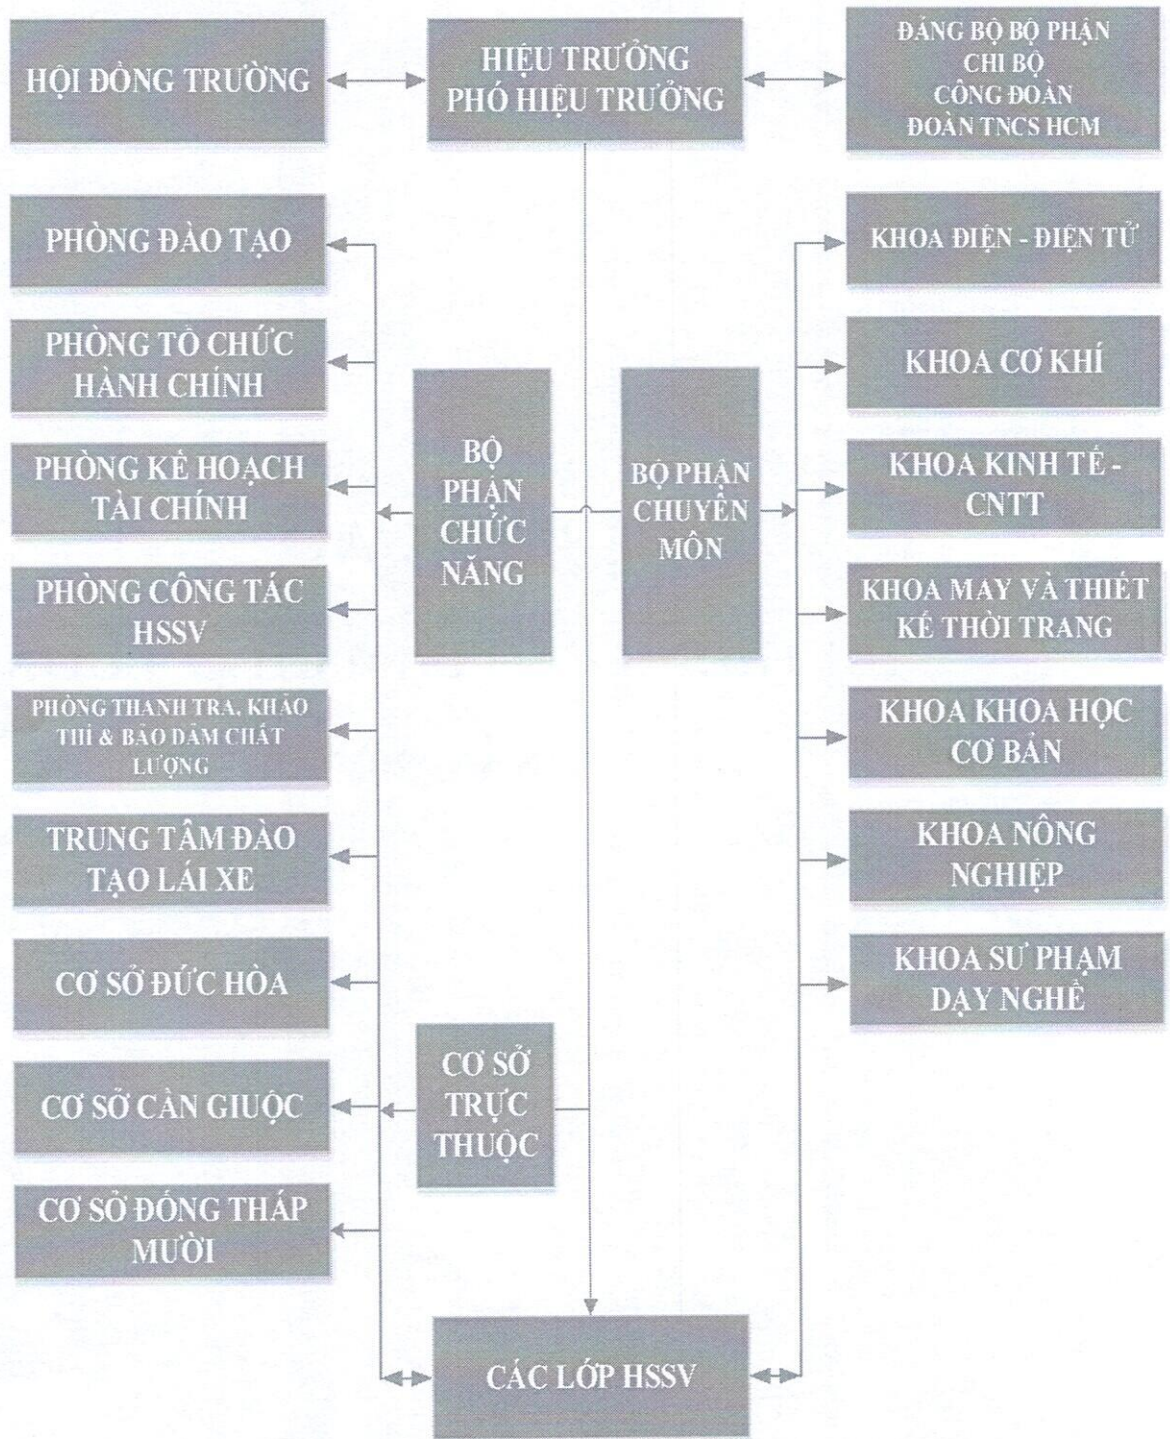 HỘI ĐỒNG TRƯỜNG
HIỆU TRƯỞNG
PHÓ HIỆU TRƯỞNG
ĐẢNG BỘ BỘ PHẬN
CHI BỘ
CÔNG ĐOÀN
ĐOÀN TNCS HCM
PHÒNG ĐÀO TẠO
PHÒNG TỔ CHỨC
HÀNH CHÍNH
PHÒNG KẾ HOẠCH
TÀI CHÍNH
PHÒNG CÔNG TÁC
HSSV
PHÒNG THANH TRA, KHẢO
THÍ & BẢO ĐẢM CHẤT
LƯỢNG
TRUNG TÂM ĐÀO
TẠO LÁI XE
CƠ SỞ ĐỨC HÒA
CƠ SỞ CẦN GIUỘC
CƠ SỞ ĐỒNG THÁP
MƯỜI
BỘ
PHẬN
CHỨC
NĂNG
BỘ PHẬN
CHUYÊN
MÔN
CƠ SỞ
TRỰC
THUỘC
KHOA ĐIỆN - ĐIỆN TỬ
KHOA CƠ KHÍ
KHOA KINH TẾ -
CNTT
KHOA MAY VÀ THIẾT
KẾ THỜI TRANG
KHOA KHOA HỌC
CƠ BẢN
KHOA NÔNG
NGHIỆP
KHOA SƯ PHẠM
DẠY NGHỀ
CÁC LỚP HSSV